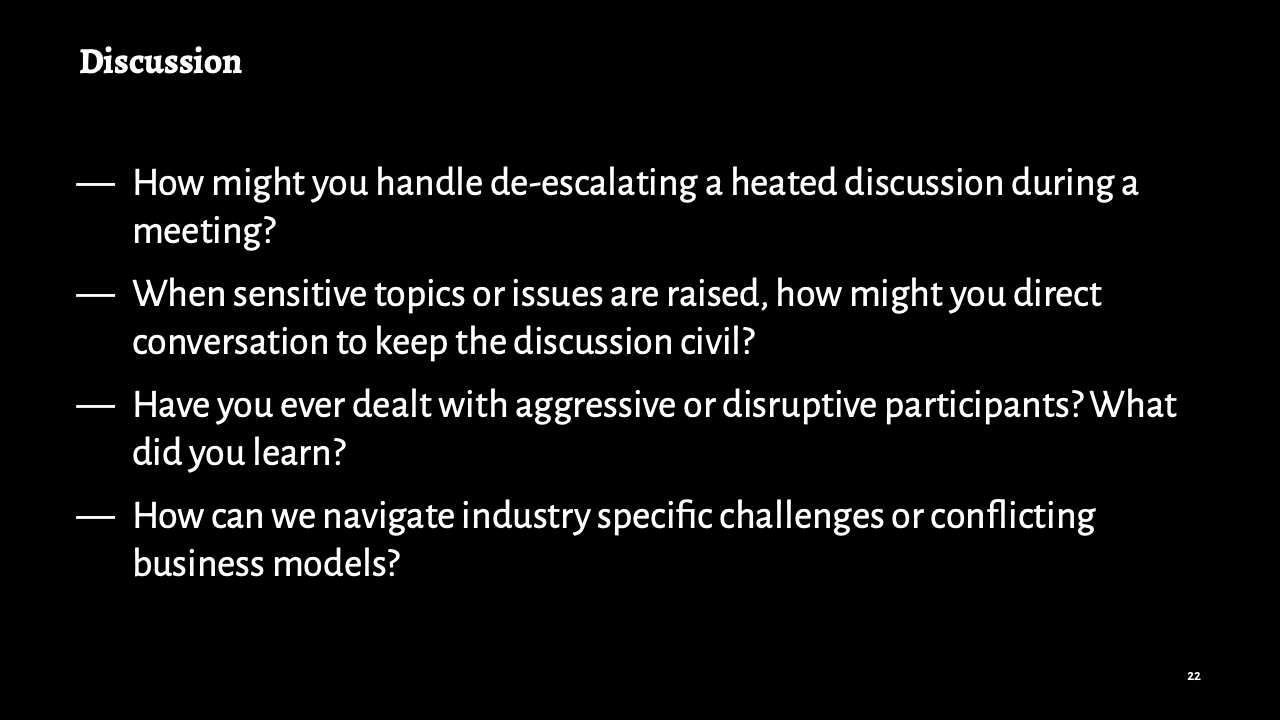 Discussion
— How might you handle de-escalating a heated discussion during a
meeting?
— When sensitive topics or issues are raised, how might you direct
conversation to keep the discussion civil?
— Have you ever dealt with aggressive or disruptive participants? What
did you learn?
— How can we navigate industry specific challenges or conflicting
business models?
22